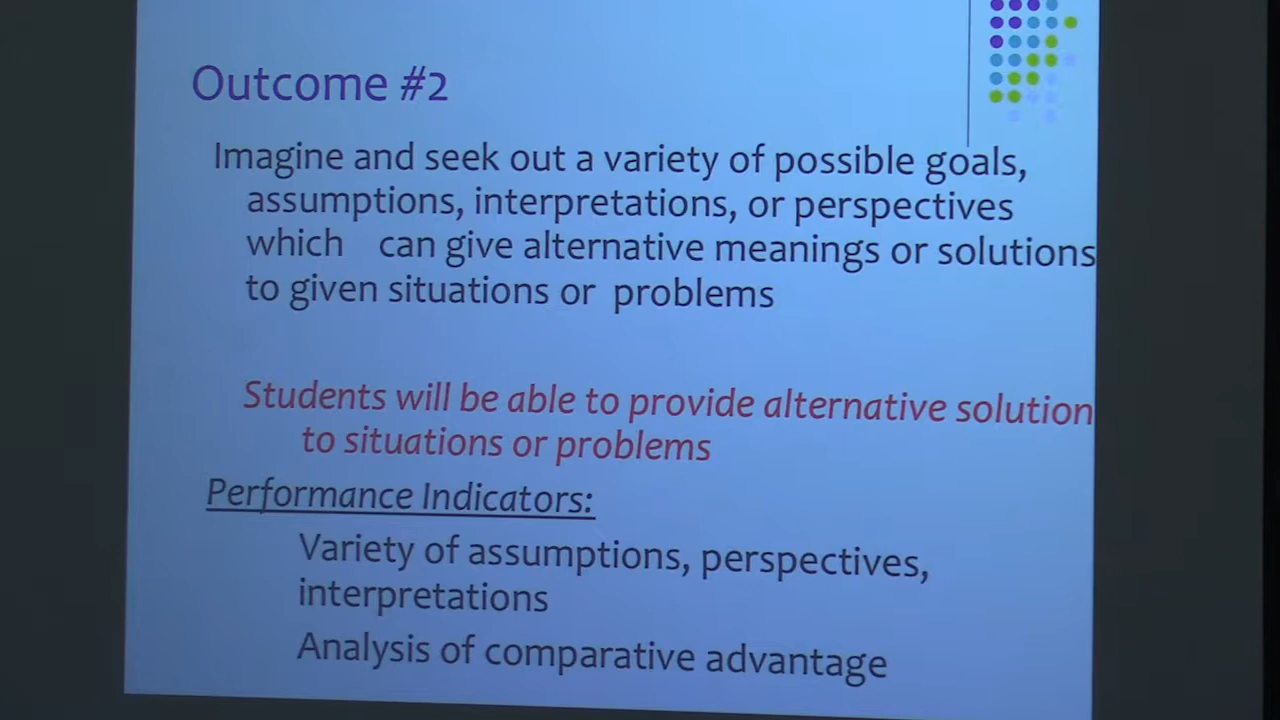 Outcome #2
Imagine and seek out a variety of possible goals,
assumptions, interpretations, or perspectives
which can give alternative meanings or solutions
to given situations or problems
Students will be able to provide alternative solution
to situations or problems
Performance Indicators:
Variety of assumptions, perspectives,
interpretations
Analysis of comparative advantage